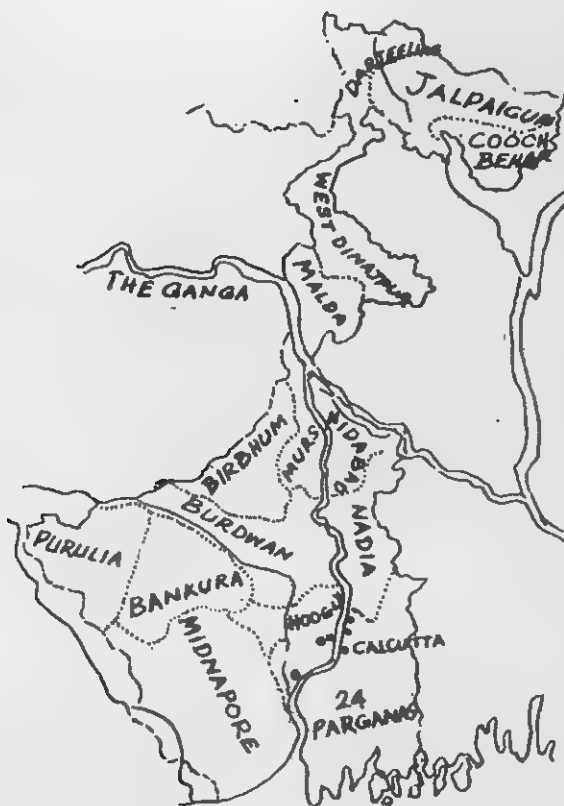 DARJEELING
JALPAIGURI
COOCH
BEHAR
WEST DINAJPUR
MALDA
THE GANGA
BIRBHUM
MURSHIDABAD
BURDWAN
NADIA
PURULIA
BANKURA
HOOGLY
MIDNAPORE
CALCUTTA
24
PARGANAS